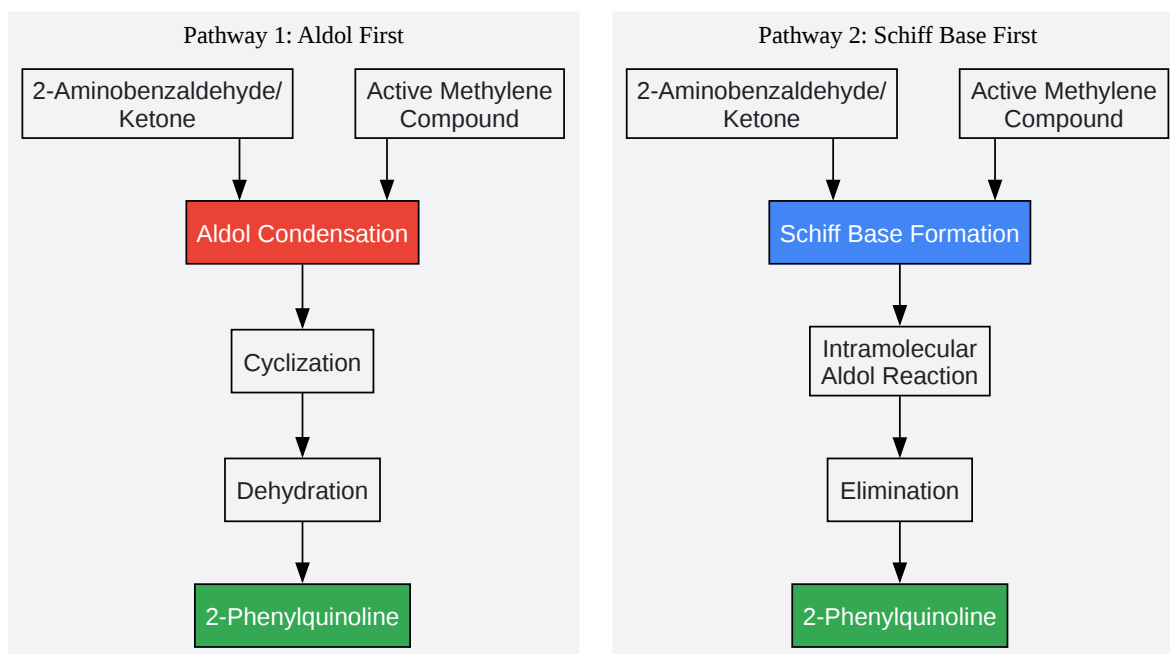 Pathway 1: Aldol First
2-Aminobenzaldehyde/
Ketone
Active Methylene
Compound
Aldol Condensation
Cyclization
Dehydration
2-Phenylquinoline
Pathway 2: Schiff Base First
2-Aminobenzaldehyde/
Ketone
Active Methylene
Compound
Schiff Base Formation
Intramolecular
Aldol Reaction
Elimination
2-Phenylquinoline